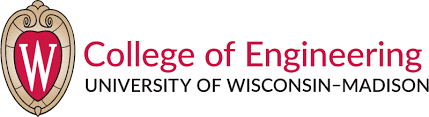 W
College of Engineering
UNIVERSITY OF WISCONSIN–MADISON